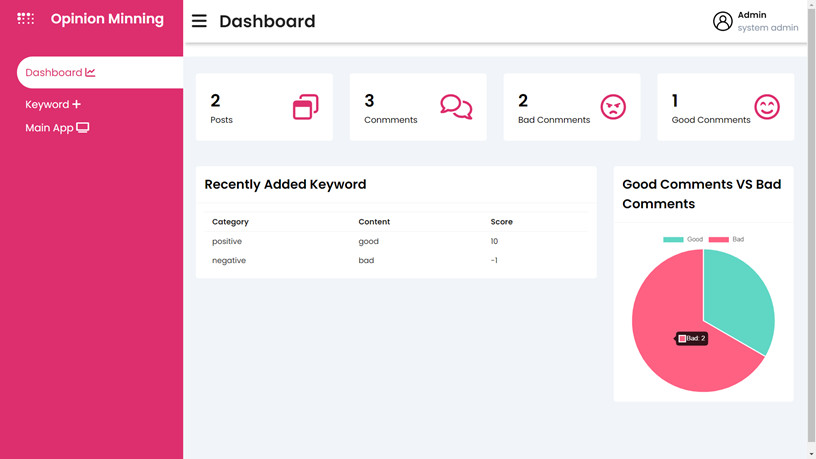 Opinion Minning
Dashboard
Admin
system admin
Dashboard
Keyword
Main App
2
Posts
3
Conmments
2
Bad Conmments
1
Good Conmments
Recently Added Keyword
Category Content Score
positive good 10
negative bad -1
Good Comments VS Bad
Comments
Good Bad
Bad: 2